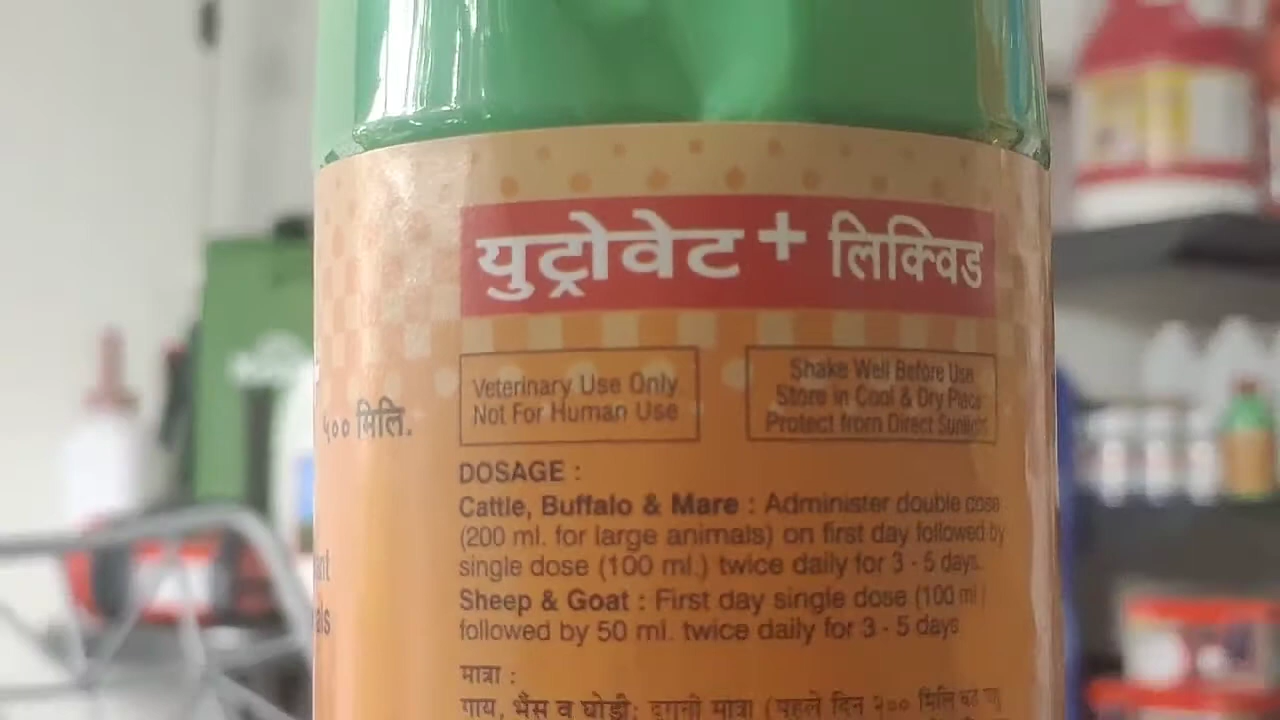 युट्रोवेट + लिक्विड
Veterinary Use Only
Not For Human Use
Shake Well Before Use
Store in Cool & Dry Place
Protect from Direct Sunlight
५०० मिलि.
DOSAGE :
Cattle, Buffalo & Mare : Administer double dose
(200 ml. for large animals) on first day followed by
single dose (100 ml.) twice daily for 3 - 5 days.
Sheep & Goat : First day single dose (100 ml.)
followed by 50 ml. twice daily for 3 - 5 days
मात्रा :
गाय, भैंस व घोड़ी: दुगनी मात्रा (पहले दिन २०० मिलि